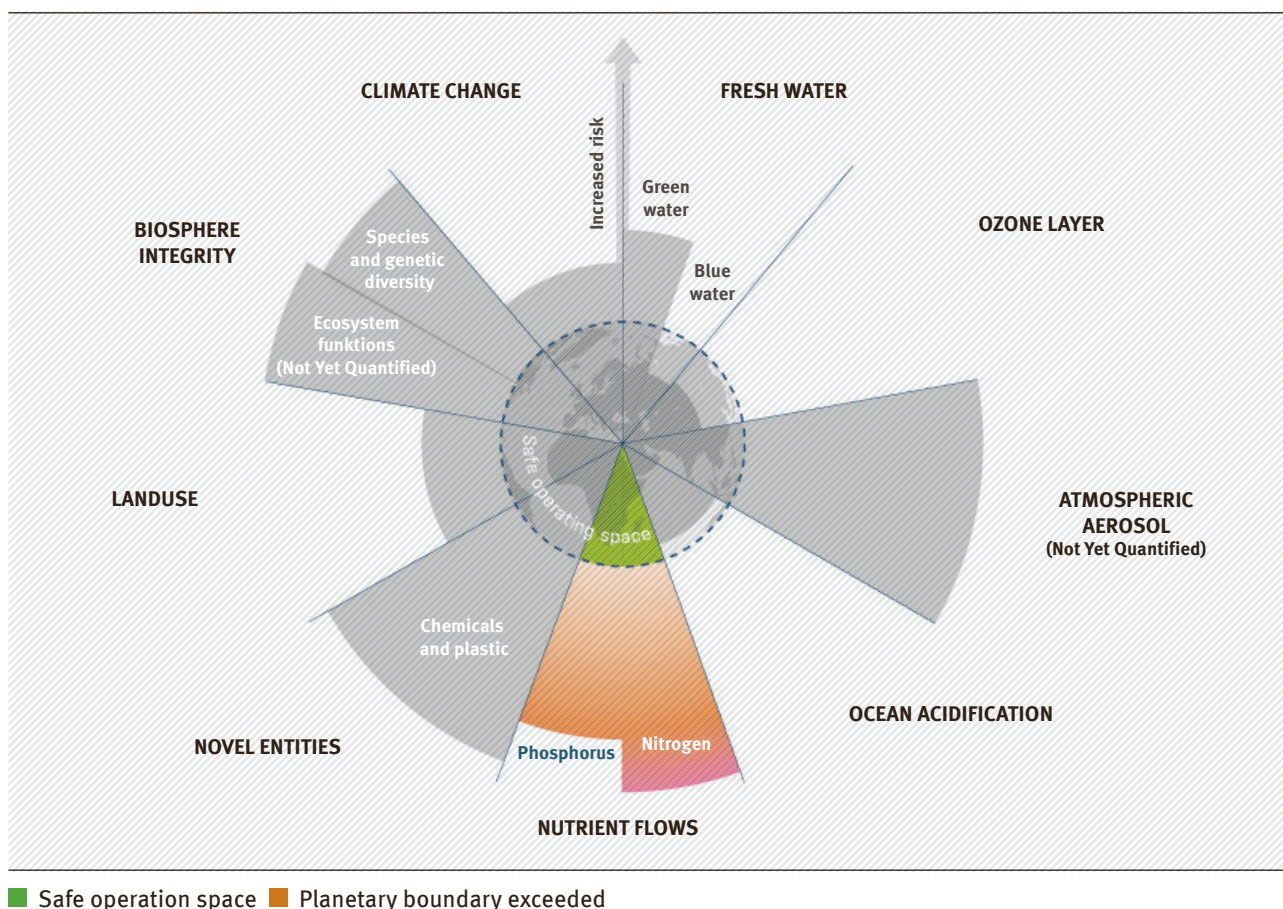 CLIMATE CHANGE
FRESH WATER
Increased risk
Green
water
BIOSPHERE
INTEGRITY
OZONE LAYER
Species
and genetic
diversity
Blue
water
Ecosystem
funktions
(Not Yet Quantified)
Safe operating space
LANDUSE
ATMOSPHERIC
AEROSOL
(Not Yet Quantified)
Chemicals
and plastic
OCEAN ACIDIFICATION
NOVEL ENTITIES
Phosphorus
Nitrogen
NUTRIENT FLOWS
Safe operation space
Planetary boundary exceeded